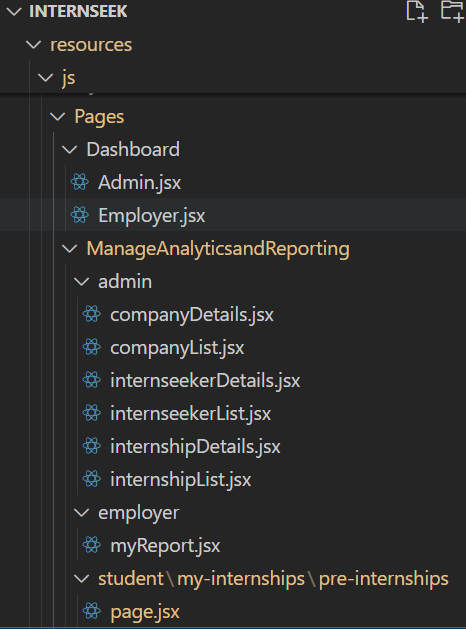 INTERNSEEK
resources
js
Pages
Dashboard
Admin.jsx
Employer.jsx
ManageAnalyticsandReporting
admin
companyDetails.jsx
companyList.jsx
internseekerDetails.jsx
internseekerList.jsx
internshipDetails.jsx
internshipList.jsx
employer
myReport.jsx
student\my-internships\pre-internships
page.jsx